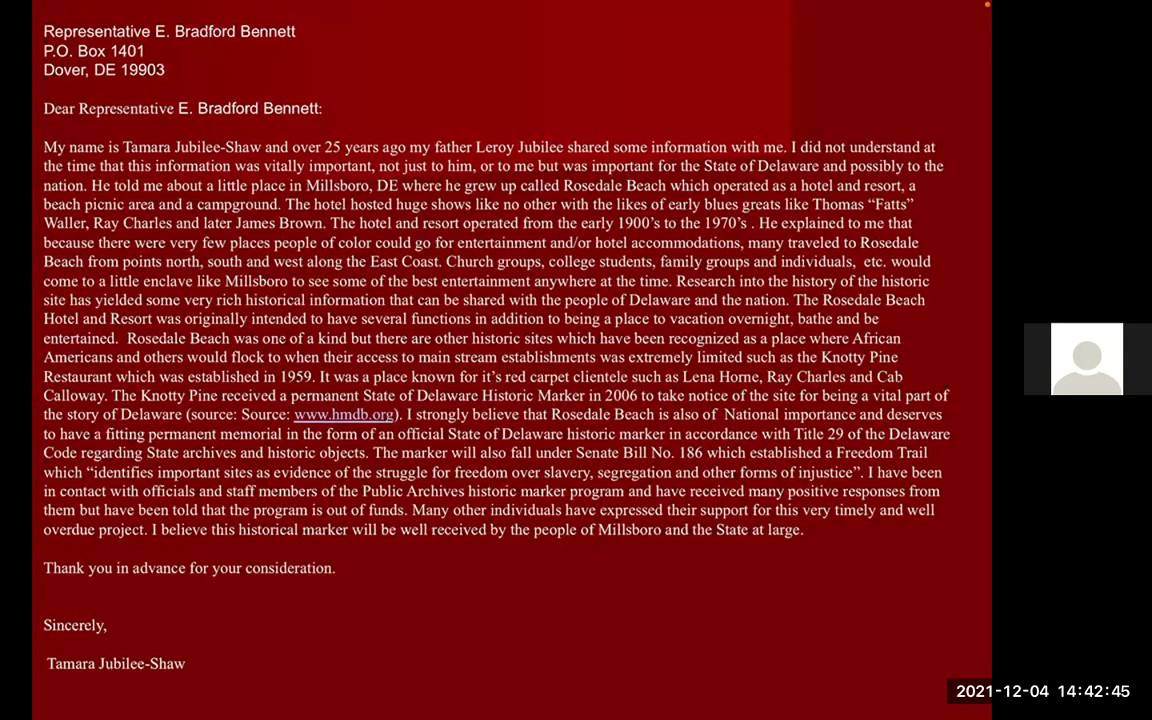 Representative E. Bradford Bennett
P.O. Box 1401
Dover, DE 19903
Dear Representative E. Bradford Bennett:
My name is Tamara Jubilee-Shaw and over 25 years ago my father Leroy Jubilee shared some information with me. I did not understand at
the time that this information was vitally important, not just to him, or to me but was important for the State of Delaware and possibly to the
nation. He told me about a little place in Millsboro, DE where he grew up called Rosedale Beach which operated as a hotel and resort, a
beach picnic area and a campground. The hotel hosted huge shows like no other with the likes of early blues greats like Thomas “Fatts”
Waller, Ray Charles and later James Brown. The hotel and resort operated from the early 1900’s to the 1970’s . He explained to me that
because there were very few places people of color could go for entertainment and/or hotel accommodations, many traveled to Rosedale
Beach from points north, south and west along the East Coast. Church groups, college students, family groups and individuals,  etc. would
come to a little enclave like Millsboro to see some of the best entertainment anywhere at the time. Research into the history of the historic
site has yielded some very rich historical information that can be shared with the people of Delaware and the nation. The Rosedale Beach
Hotel and Resort was originally intended to have several functions in addition to being a place to vacation overnight, bathe and be
entertained.  Rosedale Beach was one of a kind but there are other historic sites which have been recognized as a place where African
Americans and others would flock to when their access to main stream establishments was extremely limited such as the Knotty Pine
Restaurant which was established in 1959. It was a place known for it’s red carpet clientele such as Lena Horne, Ray Charles and Cab
Calloway. The Knotty Pine received a permanent State of Delaware Historic Marker in 2006 to take notice of the site for being a vital part of
the story of Delaware (source: Source: www.hmdb.org). I strongly believe that Rosedale Beach is also of  National importance and deserves
to have a fitting permanent memorial in the form of an official State of Delaware historic marker in accordance with Title 29 of the Delaware
Code regarding State archives and historic objects. The marker will also fall under Senate Bill No. 186 which established a Freedom Trail
which “identifies important sites as evidence of the struggle for freedom over slavery, segregation and other forms of injustice”. I have been
in contact with officials and staff members of the Public Archives historic marker program and have received many positive responses from
them but have been told that the program is out of funds. Many other individuals have expressed their support for this very timely and well
overdue project. I believe this historical marker will be well received by the people of Millsboro and the State at large.
Thank you in advance for your consideration.
Sincerely,
Tamara Jubilee-Shaw
2021-12-04 14:42:45